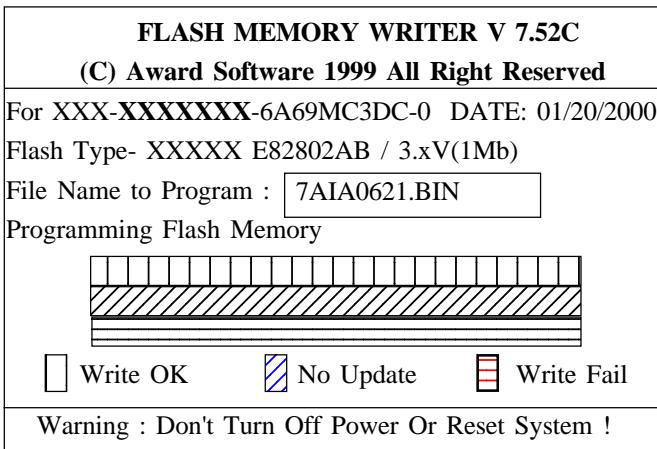 FLASH MEMORY WRITER V 7.52C
(C) Award Software 1999 All Right Reserved
For XXX-XXXXXXX-6A69MC3DC-0 DATE: 01/20/2000
Flash Type- XXXXX E82802AB / 3.xV(1Mb)
File Name to Program : 7AIA0621.BIN
Programming Flash Memory
Write OK No Update Write Fail
Warning : Don't Turn Off Power Or Reset System !